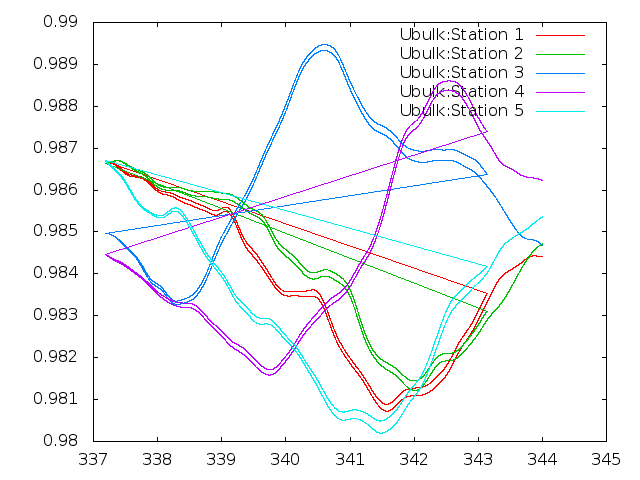 0.99
Ubulk:Station 1
Ubulk:Station 2
Ubulk:Station 3
Ubulk:Station 4
Ubulk:Station 5
0.989
0.988
0.987
0.986
0.985
0.984
0.983
0.982
0.981
0.98
337 338 339 340 341 342 343 344 345